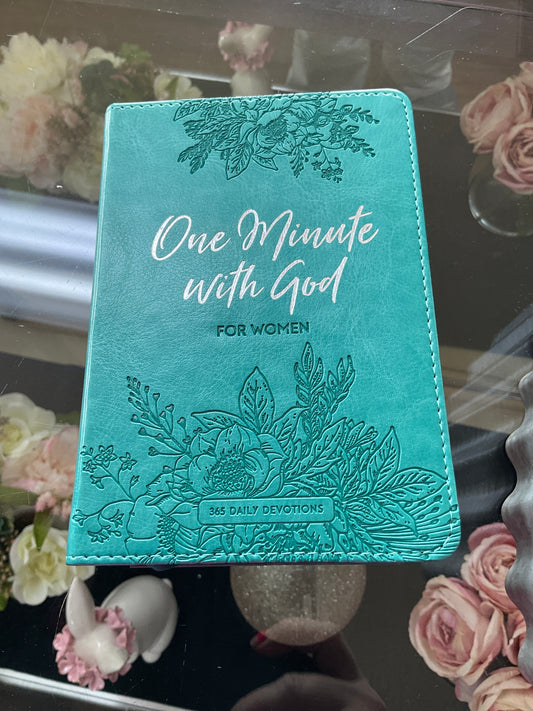 One Minute
with God
FOR WOMEN
365 DAILY DEVOTIONS